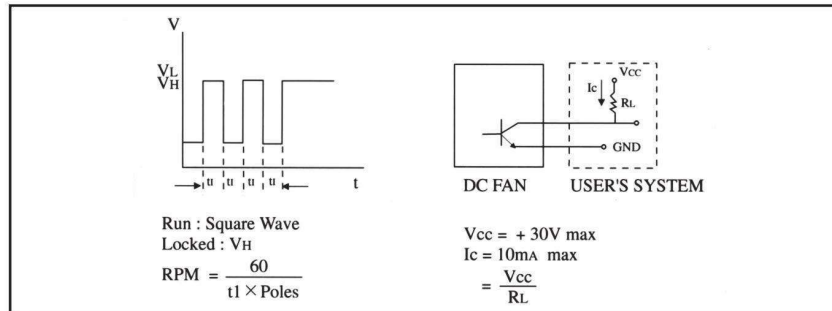 V
VL
VH
t1 t1 t1 t1
t
Run : Square Wave
Locked : VH
RPM = 60
t1 × Poles
VCC
Ic
RL
GND
DC FAN
USER'S SYSTEM
Vcc = + 30V max
Ic = 10mA max
= Vcc
RL